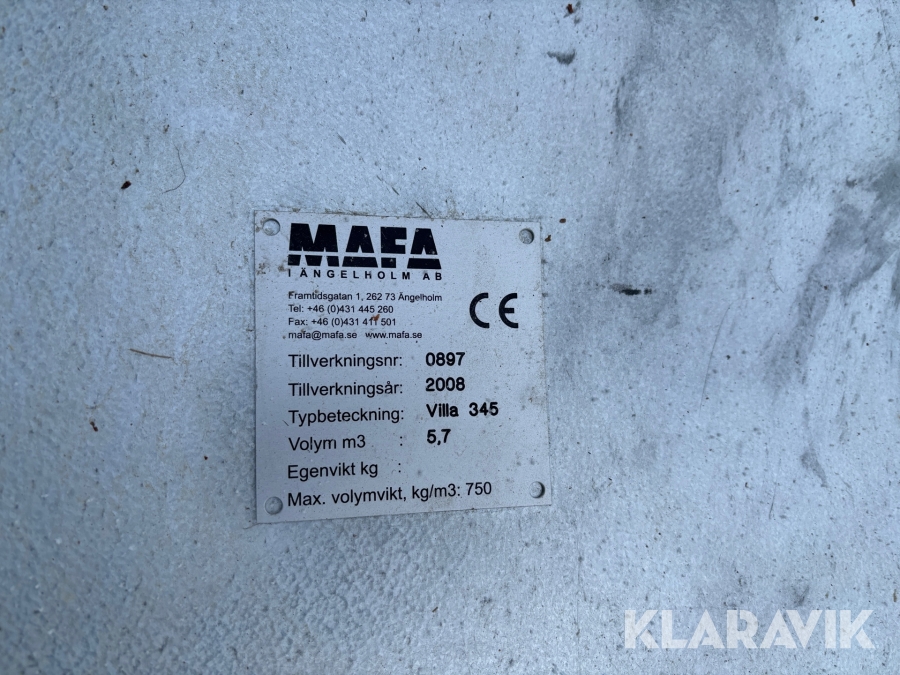 MAFA
I ÄNGELHOLM AB
Framtidsgatan 1, 262 73 Ängelholm
Tel: +46 (0)431 445 260
Fax: +46 (0)431 411 501
mafa@mafa.se www.mafa.se
CE
Tillverkningsnr: 0897
Tillverkningsår: 2008
Typbeteckning: Villa 345
Volym m3 : 5,7
Egenvikt kg :
Max. volymvikt, kg/m3: 750
KLARAVIK